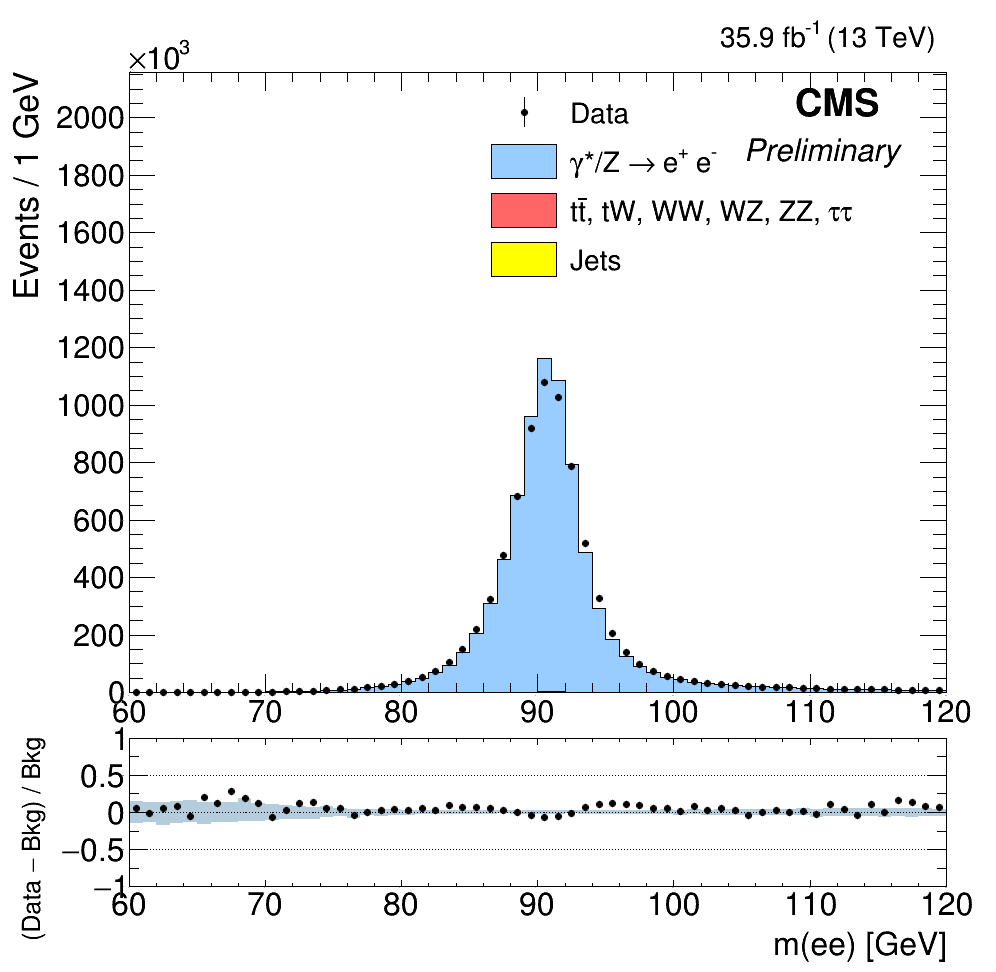 35.9 fb⁻¹ (13 TeV)
×10³
Events / 1 GeV
2000
1800
1600
1400
1200
1000
800
600
400
200
0
CMS
Preliminary
Data
γ*/Z → e⁺ e⁻
tt̄, tW, WW, WZ, ZZ, ττ
Jets
60 70 80 90 100 110 120
(Data − Bkg) / Bkg
1
0.5
0
−0.5
−1
60 70 80 90 100 110 120
m(ee) [GeV]